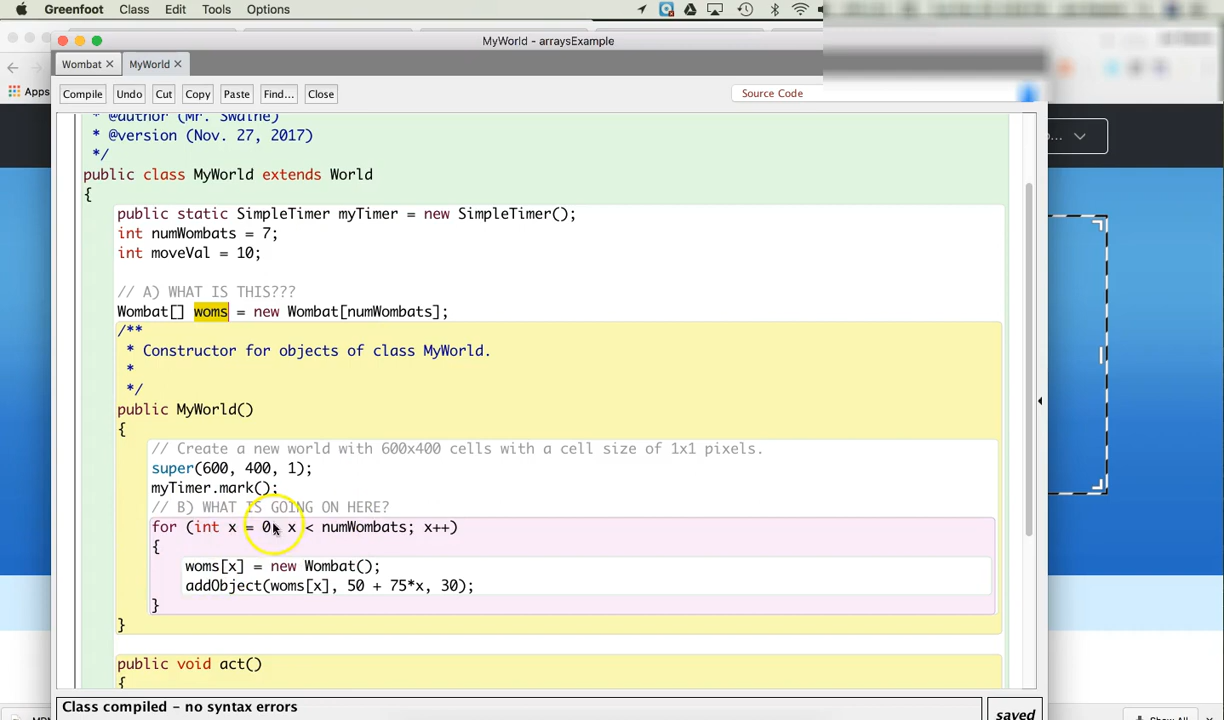 Greenfoot Class Edit Tools Options
MyWorld - arraysExample
Wombat × MyWorld ×
Apps
Compile Undo Cut Copy Paste Find... Close Source Code
* @author (Mr. Swaine)
* @version (Nov. 27, 2017)
*/
public class MyWorld extends World
{
public static SimpleTimer myTimer = new SimpleTimer();
int numWombats = 7;
int moveVal = 10;
// A) WHAT IS THIS???
Wombat[] woms = new Wombat[numWombats];
/**
* Constructor for objects of class MyWorld.
*
*/
public MyWorld()
{
// Create a new world with 600x400 cells with a cell size of 1x1 pixels.
super(600, 400, 1);
myTimer.mark();
// B) WHAT IS GOING ON HERE?
for (int x = 0; x < numWombats; x++)
{
woms[x] = new Wombat();
addObject(woms[x], 50 + 75*x, 30);
}
}
public void act()
{
Class compiled - no syntax errors
saved
Show All